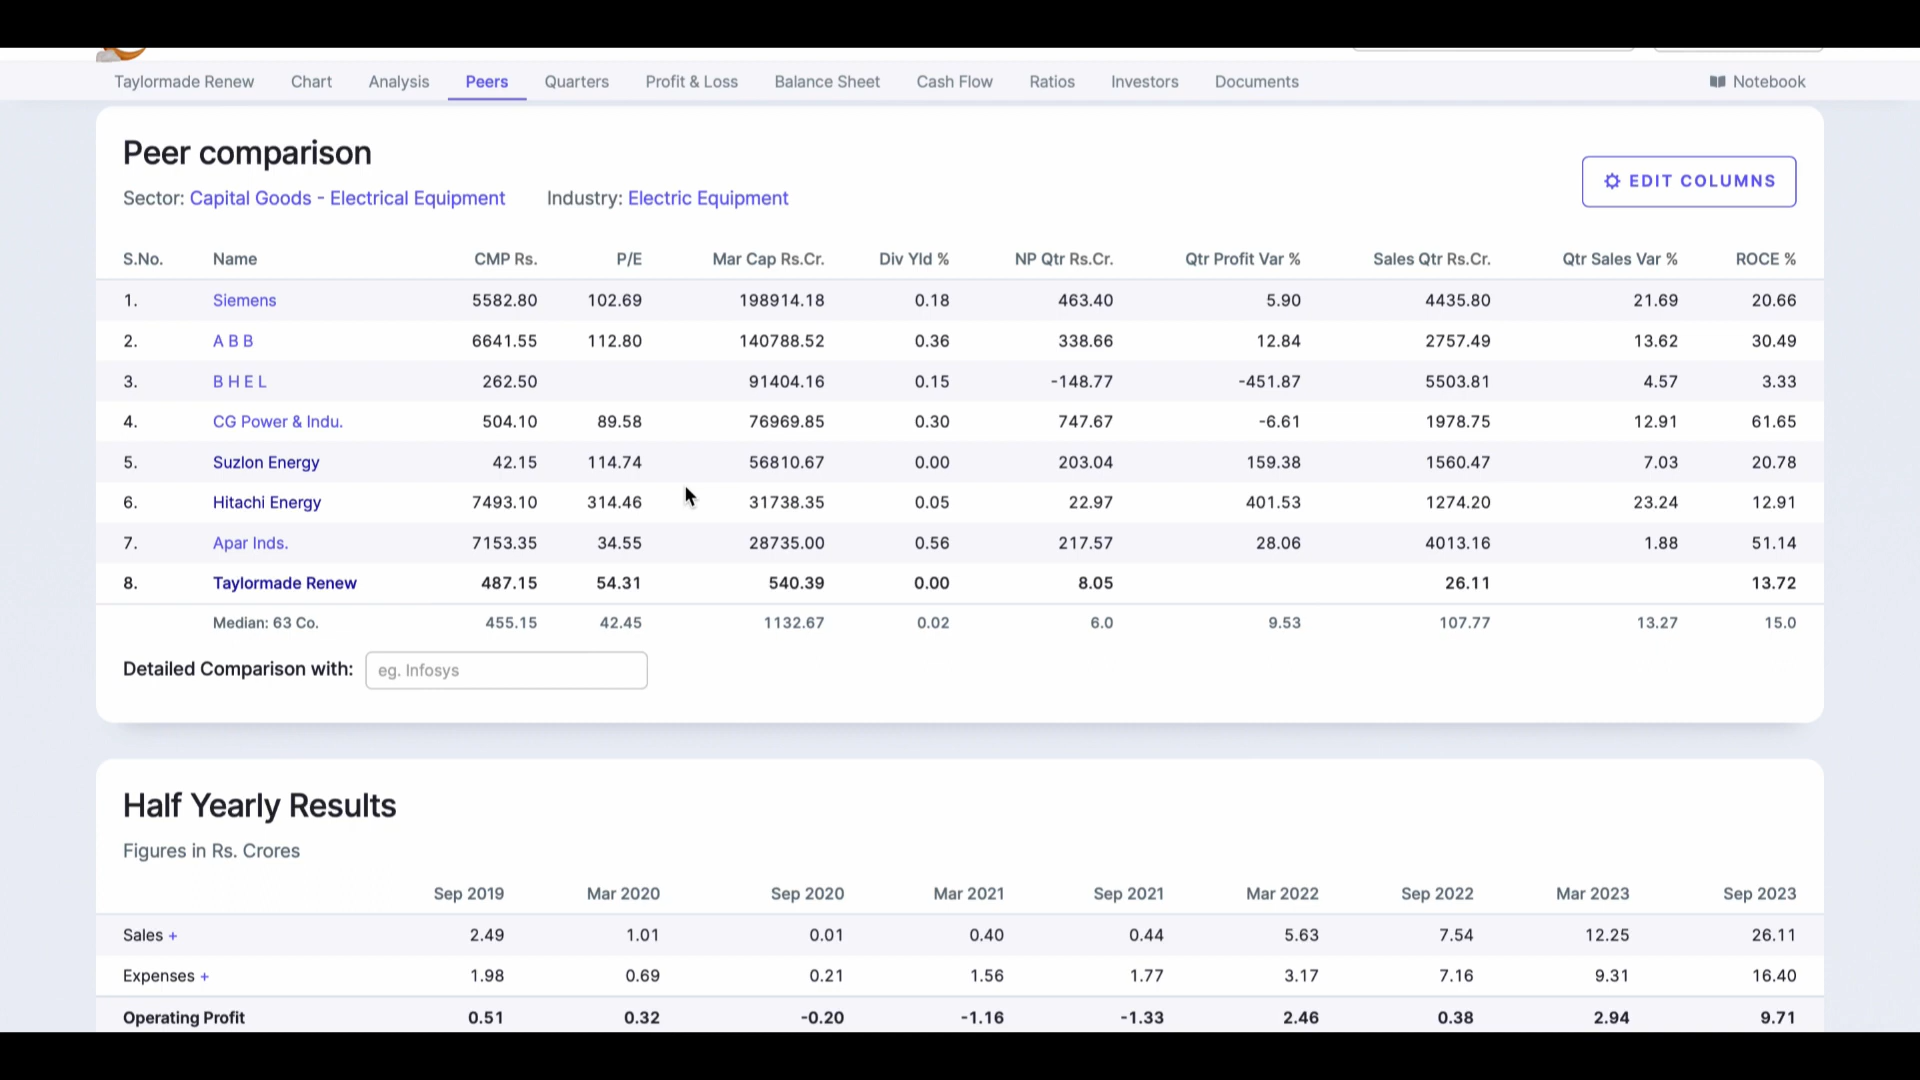 Taylormade Renew Chart Analysis Peers Quarters Profit & Loss Balance Sheet Cash Flow Ratios Investors Documents Notebook
Peer comparison
EDIT COLUMNS
Sector: Capital Goods - Electrical Equipment Industry: Electric Equipment
S.No. Name CMP Rs. P/E Mar Cap Rs.Cr. Div Yld % NP Qtr Rs.Cr. Qtr Profit Var % Sales Qtr Rs.Cr. Qtr Sales Var % ROCE %
1. Siemens 5582.80 102.69 198914.18 0.18 463.40 5.90 4435.80 21.69 20.66
2. A B B 6641.55 112.80 140788.52 0.36 338.66 12.84 2757.49 13.62 30.49
3. B H E L 262.50 91404.16 0.15 -148.77 -451.87 5503.81 4.57 3.33
4. CG Power & Indu. 504.10 89.58 76969.85 0.30 747.67 -6.61 1978.75 12.91 61.65
5. Suzlon Energy 42.15 114.74 56810.67 0.00 203.04 159.38 1560.47 7.03 20.78
6. Hitachi Energy 7493.10 314.46 31738.35 0.05 22.97 401.53 1274.20 23.24 12.91
7. Apar Inds. 7153.35 34.55 28735.00 0.56 217.57 28.06 4013.16 1.88 51.14
8. Taylormade Renew 487.15 54.31 540.39 0.00 8.05 26.11 13.72
Median: 63 Co. 455.15 42.45 1132.67 0.02 6.0 9.53 107.77 13.27 15.0
Detailed Comparison with: eg. Infosys
Half Yearly Results
Figures in Rs. Crores
Sep 2019 Mar 2020 Sep 2020 Mar 2021 Sep 2021 Mar 2022 Sep 2022 Mar 2023 Sep 2023
Sales + 2.49 1.01 0.01 0.40 0.44 5.63 7.54 12.25 26.11
Expenses + 1.98 0.69 0.21 1.56 1.77 3.17 7.16 9.31 16.40
Operating Profit 0.51 0.32 -0.20 -1.16 -1.33 2.46 0.38 2.94 9.71